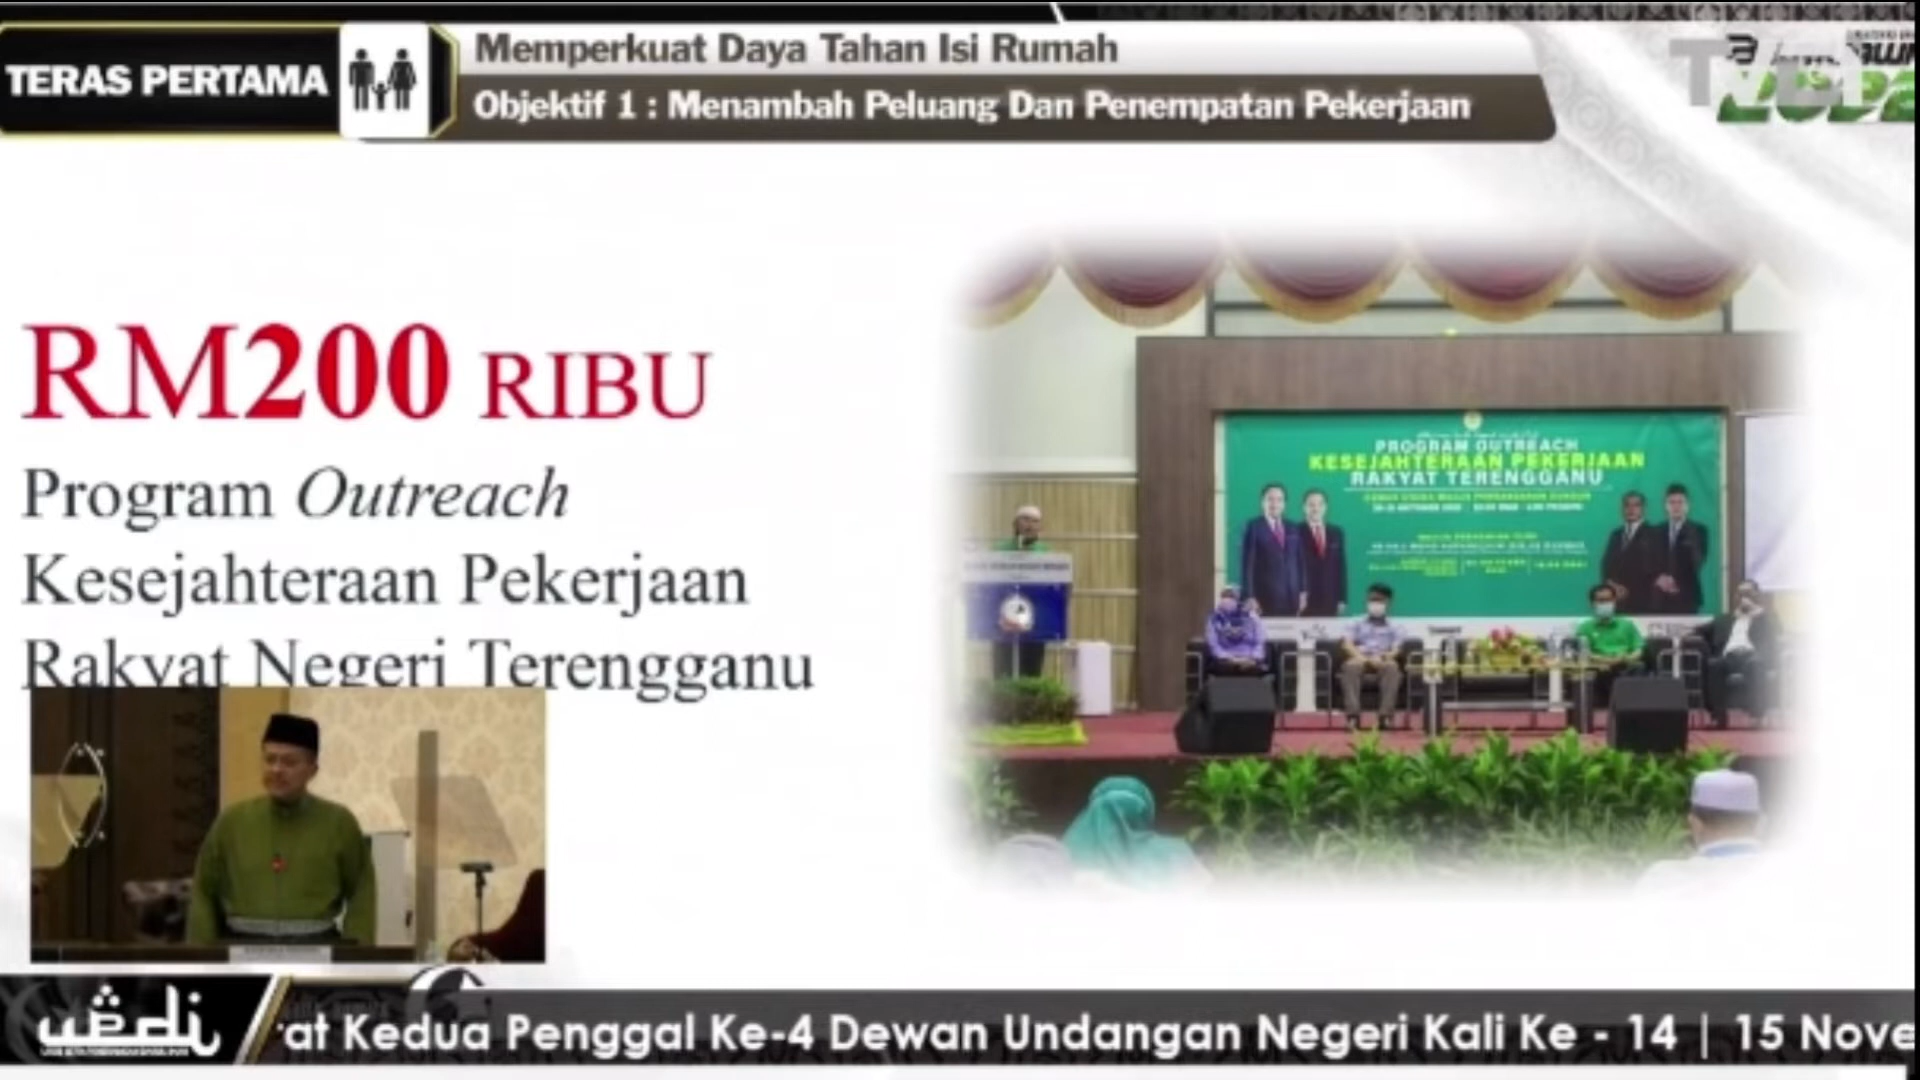 TERAS PERTAMA
Memperkuat Daya Tahan Isi Rumah
Objektif 1 : Menambah Peluang Dan Penempatan Pekerjaan
RM200 RIBU
Program Outreach
Kesejahteraan Pekerjaan
Rakyat Negeri Terengganu
PROGRAM OUTREACH
KESEJAHTERAAN PEKERJAAN
RAKYAT TERENGGANU
at Kedua Penggal Ke-4 Dewan Undangan Negeri Kali Ke - 14 | 15 Nove